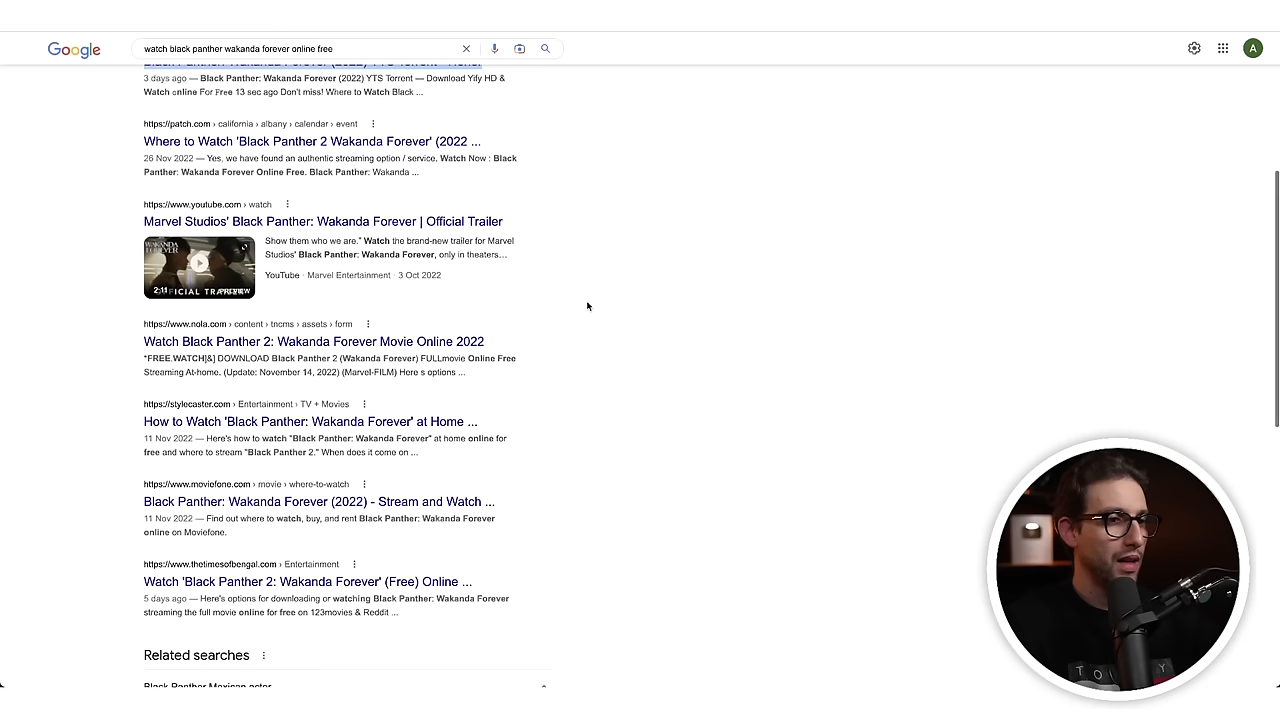 Google
watch black panther wakanda forever online free
A
3 days ago — Black Panther: Wakanda Forever (2022) YTS Torrent — Download Yify HD &
Watch online For Free 13 sec ago Don't miss! Where to Watch Black ...
https://patch.com › california › albany › calendar › event
Where to Watch 'Black Panther 2 Wakanda Forever' (2022 ...
26 Nov 2022 — Yes, we have found an authentic streaming option / service. Watch Now : Black
Panther: Wakanda Forever Online Free. Black Panther: Wakanda ...
https://www.youtube.com › watch
Marvel Studios' Black Panther: Wakanda Forever | Official Trailer
WAKANDA
FOREVER
Show them who we are." Watch the brand-new trailer for Marvel
Studios' Black Panther: Wakanda Forever, only in theaters...
YouTube · Marvel Entertainment · 3 Oct 2022
2:11
PREVIEW
https://www.nola.com › content › tncms › assets › form
Watch Black Panther 2: Wakanda Forever Movie Online 2022
*FREE.WATCH]&] DOWNLOAD Black Panther 2 (Wakanda Forever) FULLmovie Online Free
Streaming At-home. (Update: November 14, 2022) (Marvel-FILM) Here s options ...
https://stylecaster.com › Entertainment › TV + Movies
How to Watch 'Black Panther: Wakanda Forever' at Home ...
11 Nov 2022 — Here's how to watch "Black Panther: Wakanda Forever" at home online for
free and where to stream "Black Panther 2." When does it come on ...
https://www.moviefone.com › movie › where-to-watch
Black Panther: Wakanda Forever (2022) - Stream and Watch ...
11 Nov 2022 — Find out where to watch, buy, and rent Black Panther: Wakanda Forever
online on Moviefone.
https://www.thetimesofbengal.com › Entertainment
Watch 'Black Panther 2: Wakanda Forever' (Free) Online ...
5 days ago — Here's options for downloading or watching Black Panther: Wakanda Forever
streaming the full movie online for free on 123movies & Reddit ...
Related searches
Black Panther Mexican actor